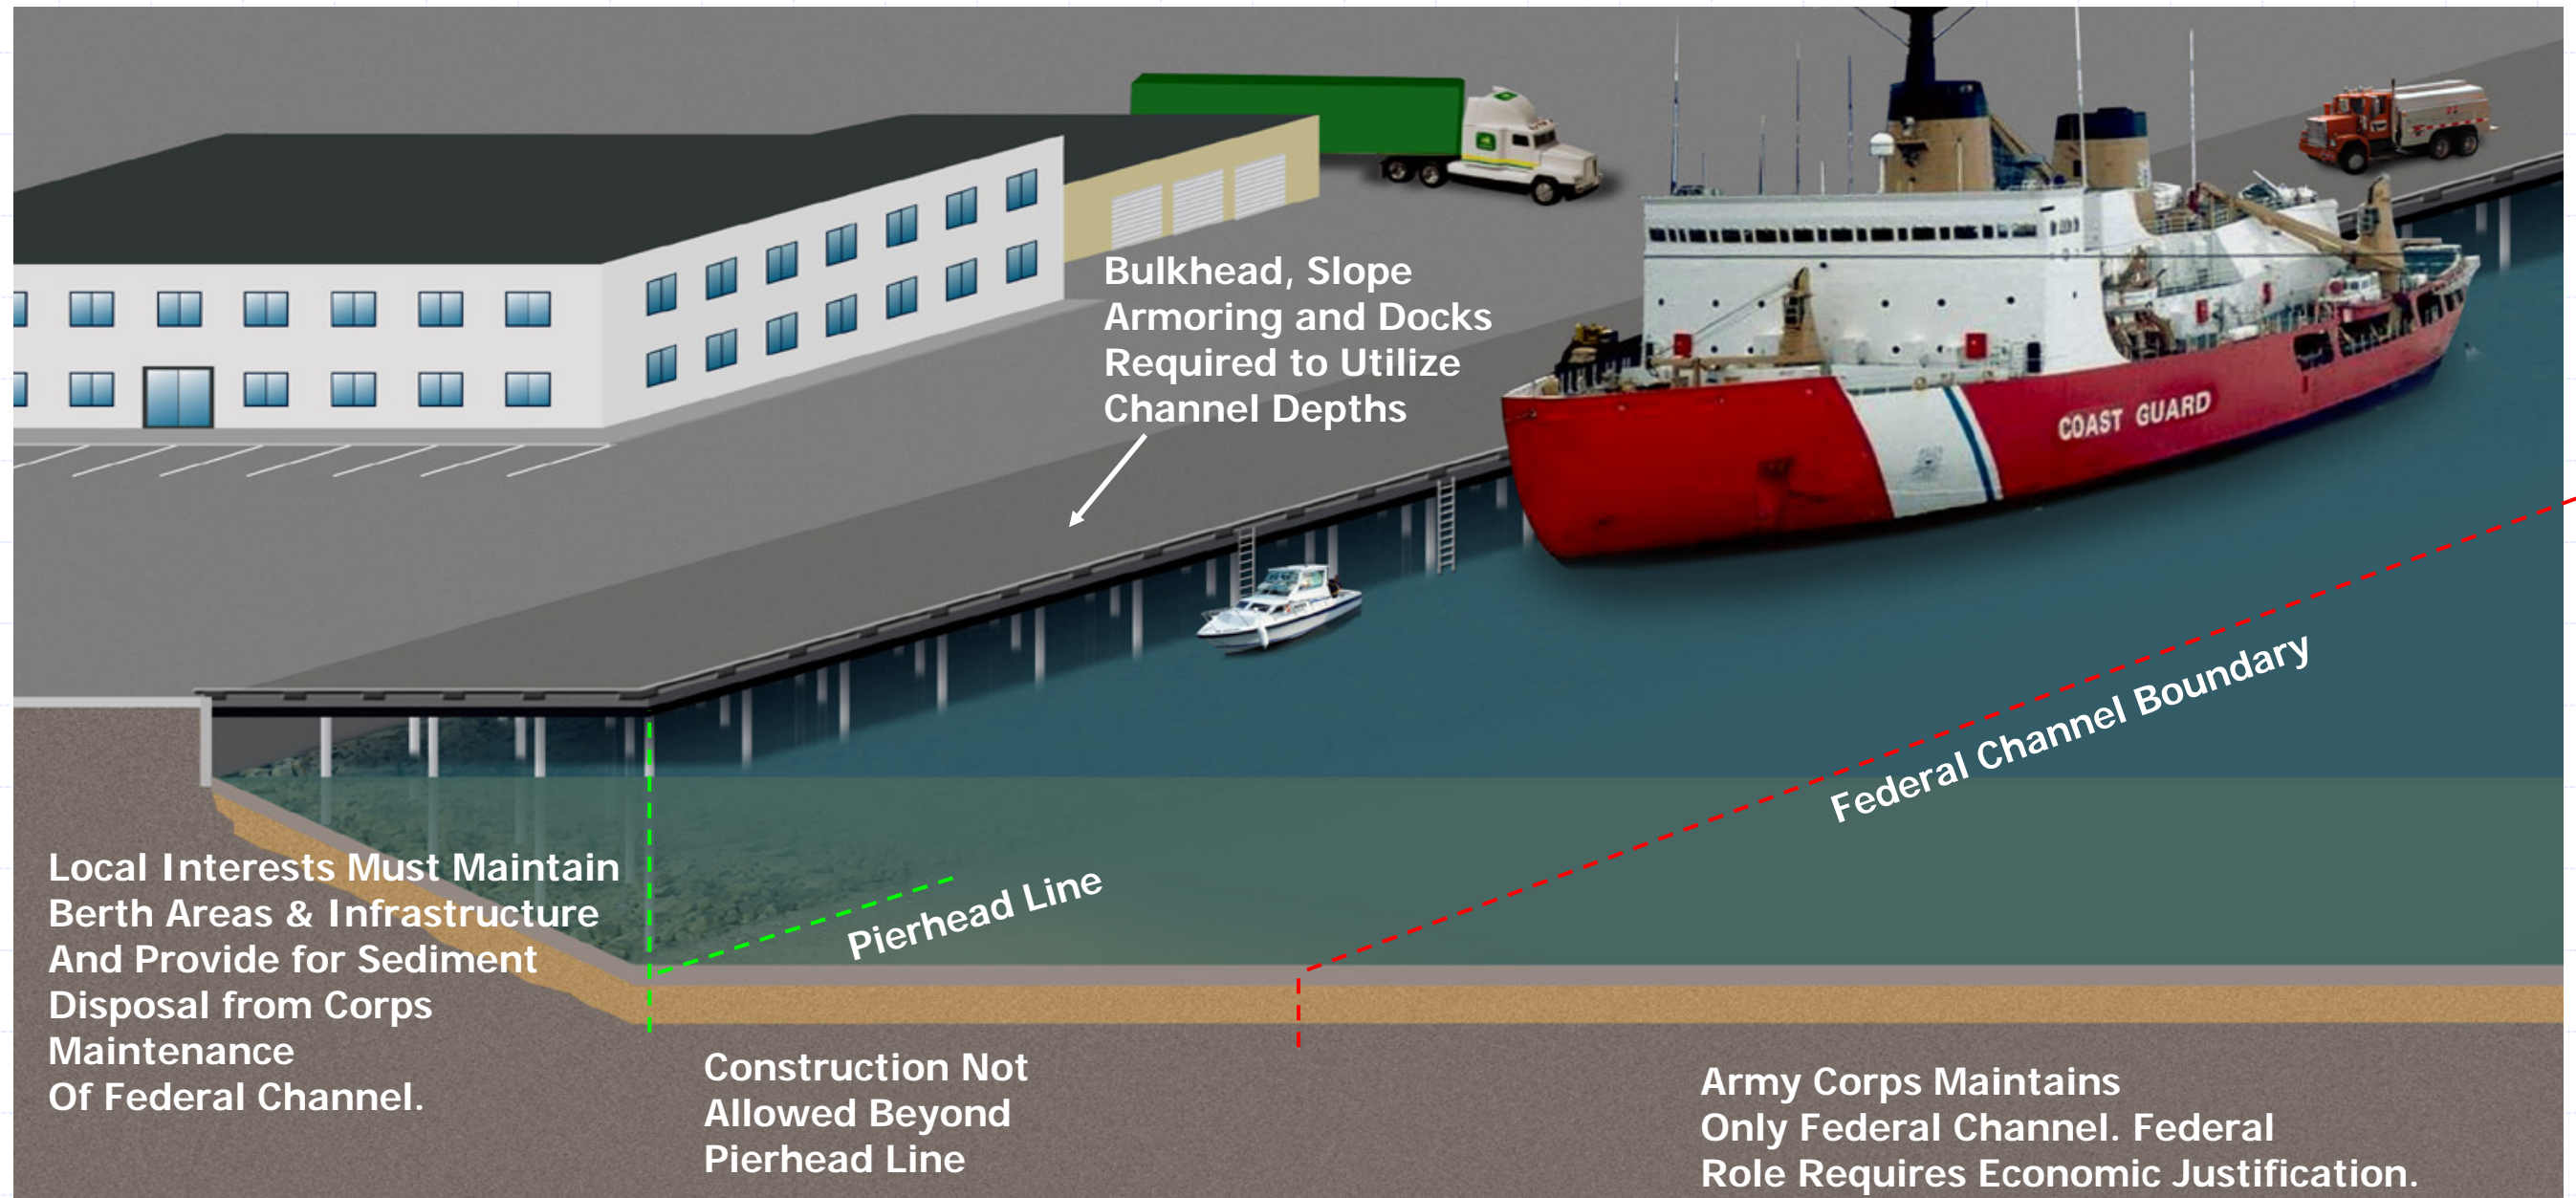 Bulkhead, Slope
Armoring and Docks
Required to Utilize
Channel Depths
COAST GUARD
Federal Channel Boundary
Pierhead Line
Local Interests Must Maintain
Berth Areas & Infrastructure
And Provide for Sediment
Disposal from Corps
Maintenance
Of Federal Channel.
Construction Not
Allowed Beyond
Pierhead Line
Army Corps Maintains
Only Federal Channel. Federal
Role Requires Economic Justification.